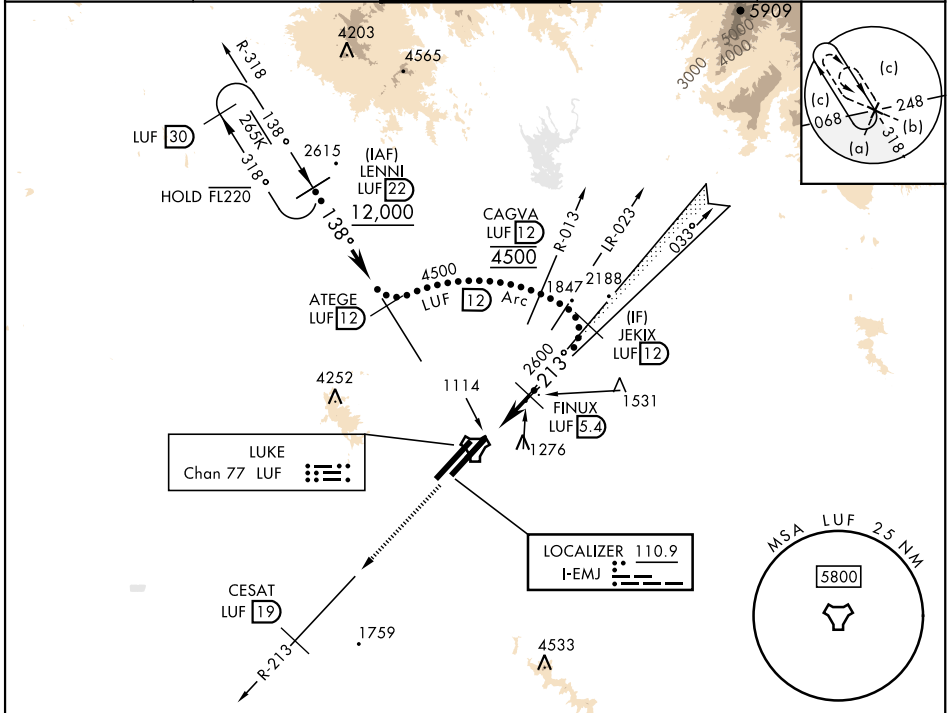 5909
5000
4000
3000
4203
4565
R-318
LUF 30
265K
138°
318°
2615
HOLD FL220
(IAF)
LENNI
LUF 22
12,000
138°
(c)
(c)
068
248
(b)
(a)
318
CAGVA
LUF 12
4500
R-013
LR-023
033°
4500
LUF 12 Arc
1847
2188
ATEGE
LUF 12
(IF)
JEKIX
LUF 12
2600
213°
4252
1114
1531
FINUX
LUF 5.4
1276
LUKE
Chan 77 LUF
LOCALIZER 110.9
I-EMJ
MSA LUF 25 NM
5800
CESAT
LUF 19
R-213
1759
4533